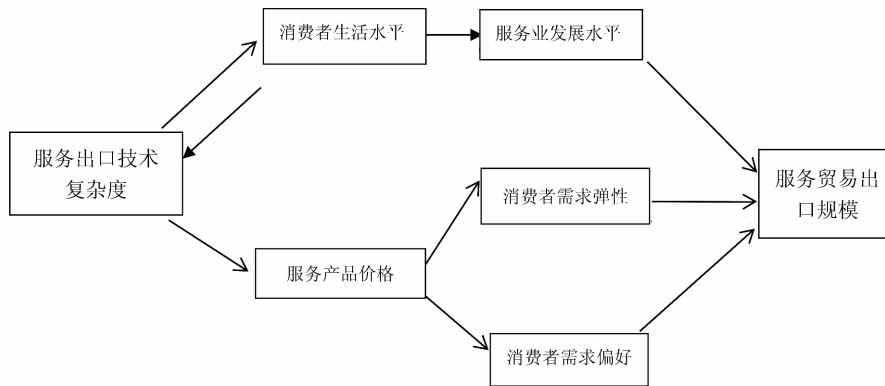 消费者生活水平
服务业发展水平
服务出口技术
复杂度
消费者需求弹性
服务贸易出
口规模
服务产品价格
消费者需求偏好